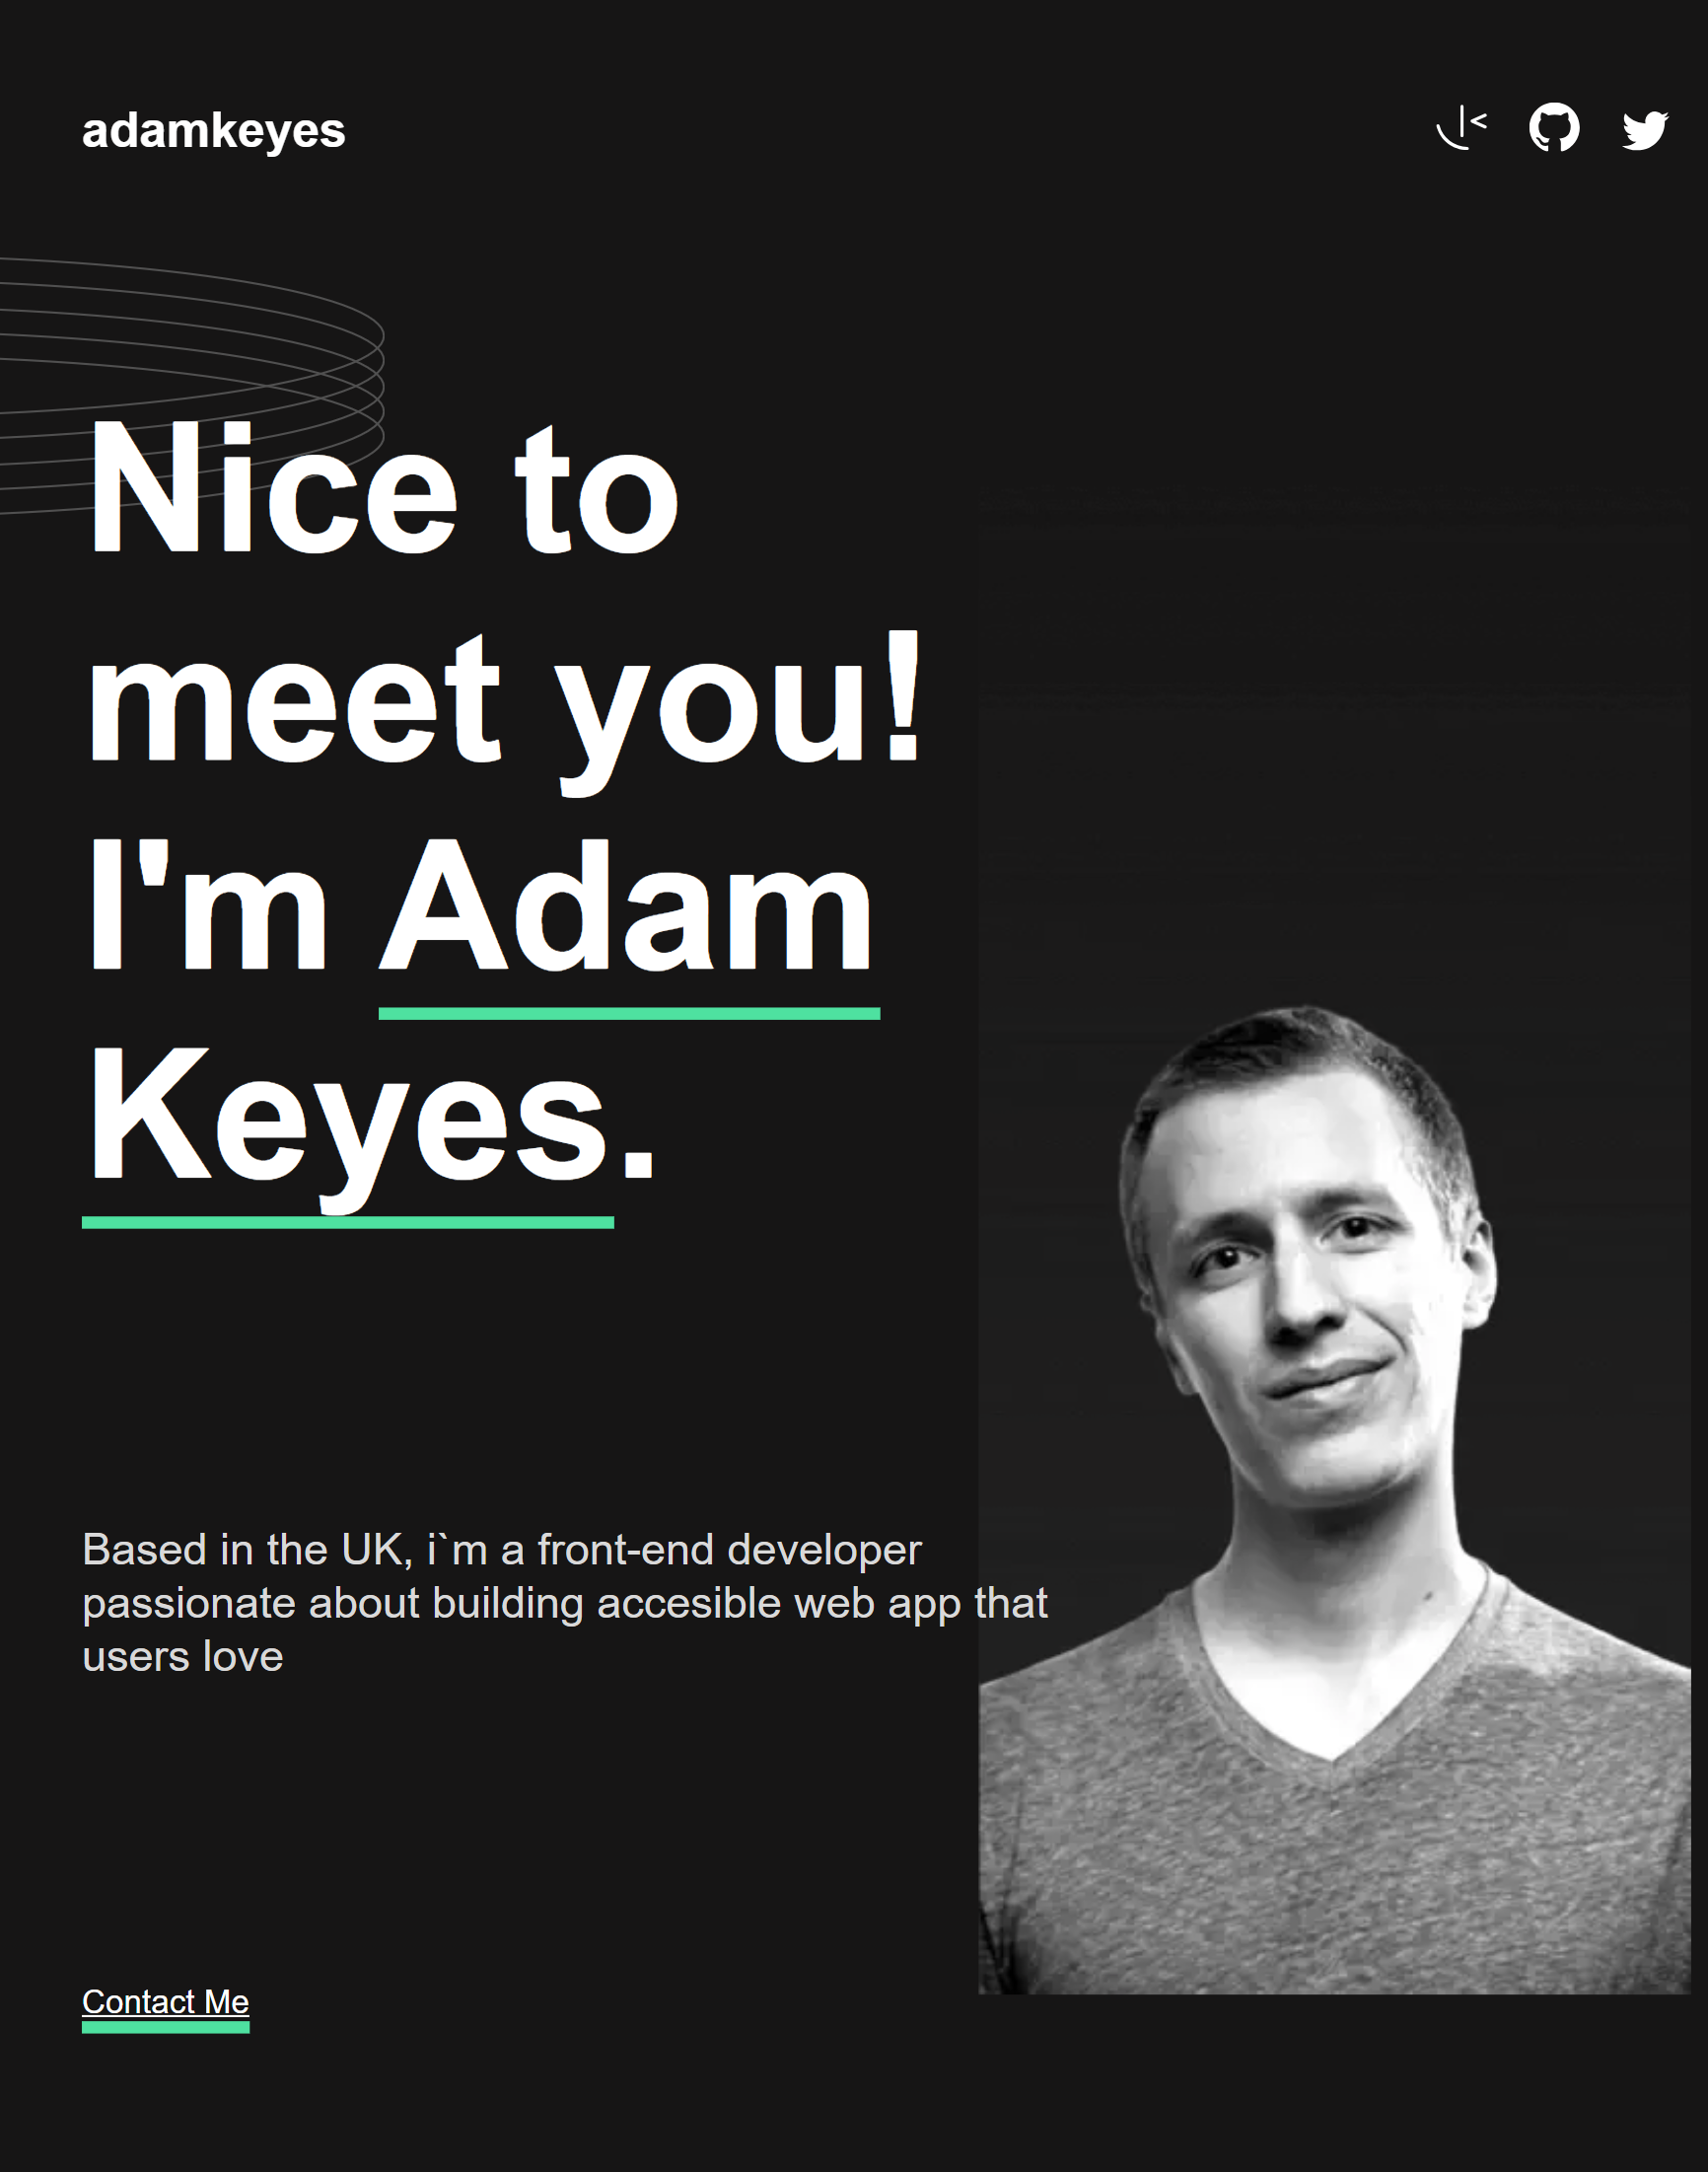 adamkeyes
Nice to
meet you!
I'm Adam
Keyes.
Based in the UK, i`m a front-end developer
passionate about building accesible web app that
users love
Contact Me